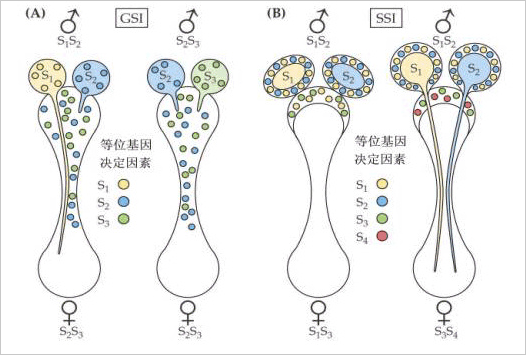 (A)
GSI
♂
♂
S₁S₂
S₂S₃
S₁
S₂
S₂
S₃
等位基因
决定因素
S₁
S₂
S₃
♀
♀
S₂S₃
S₂S₃
(B)
SSI
♂
♂
S₁S₂
S₁S₂
S₁
S₂
S₁
S₂
等位基因
决定因素
S₁
S₂
S₃
S₄
♀
♀
S₁S₃
S₃S₄